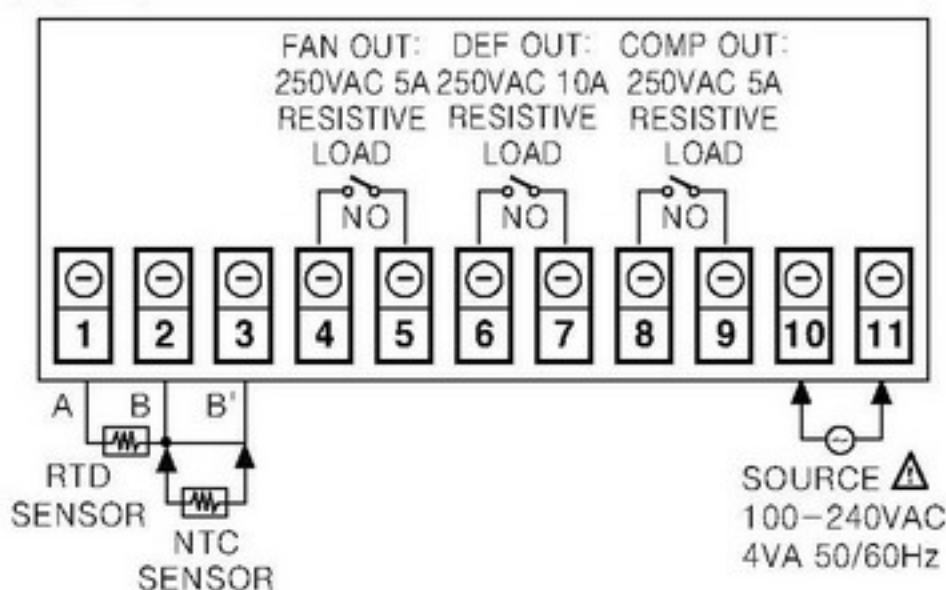 FAN OUT: DEF OUT: COMP OUT:
250VAC 5A 250VAC 10A 250VAC 5A
RESISTIVE RESISTIVE RESISTIVE
LOAD LOAD LOAD
NO NO NO
1 2 3 4 5 6 7 8 9 10 11
A B B'
RTD
SENSOR
NTC
SENSOR
SOURCE
100-240VAC
4VA 50/60Hz